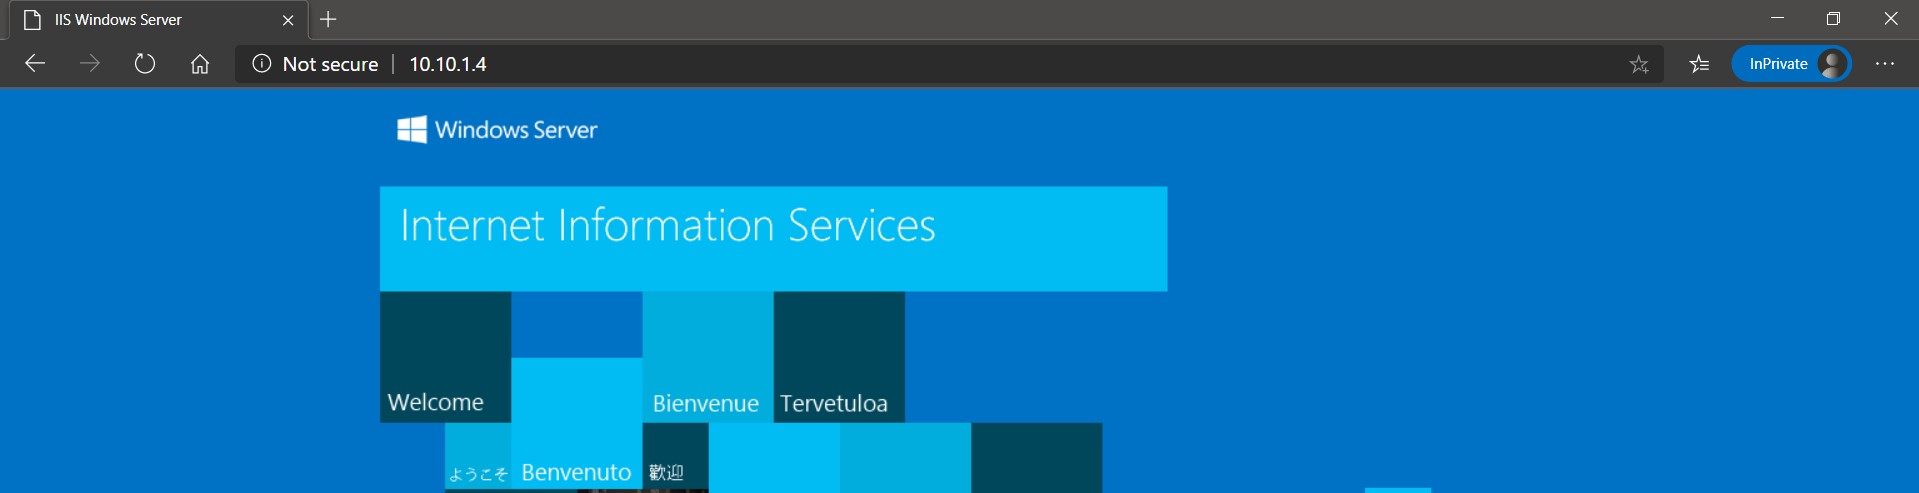 IIS Windows Server
Not secure | 10.10.1.4
InPrivate
Windows Server
Internet Information Services
Welcome
Bienvenue
Tervetuloa
ようこそ
Benvenuto
歡迎